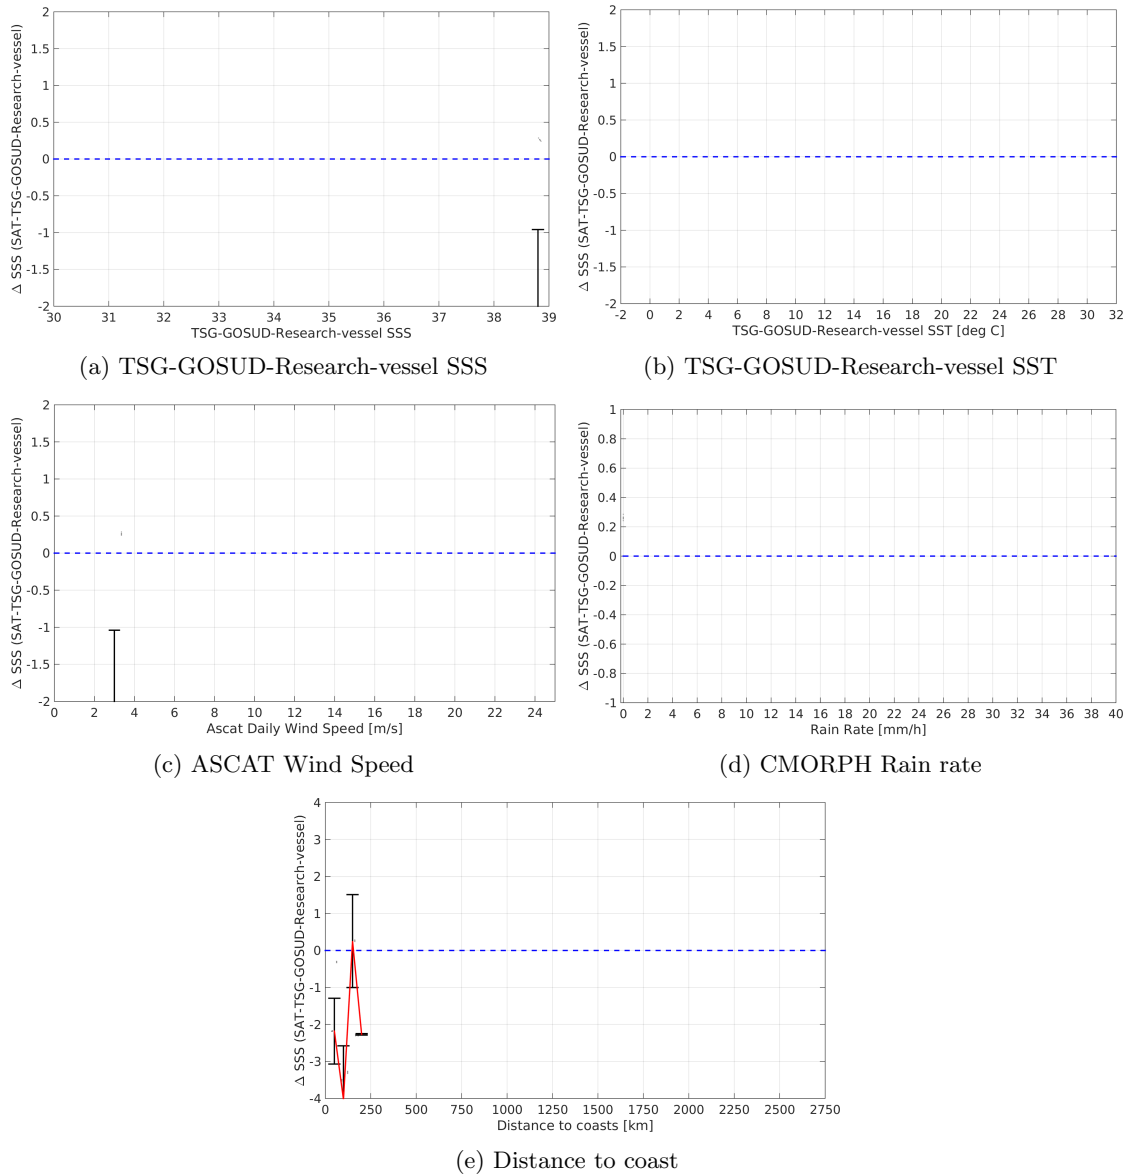 Δ SSS (SAT-TSG-GOSUD-Research-vessel)
2
1.5
1
0.5
0
-0.5
-1
-1.5
-2
30 31 32 33 34 35 36 37 38 39
TSG-GOSUD-Research-vessel SSS
(a) TSG-GOSUD-Research-vessel SSS
Δ SSS (SAT-TSG-GOSUD-Research-vessel)
2
1.5
1
0.5
0
-0.5
-1
-1.5
-2
-2 0 2 4 6 8 10 12 14 16 18 20 22 24 26 28 30 32
TSG-GOSUD-Research-vessel SST [deg C]
(b) TSG-GOSUD-Research-vessel SST
Δ SSS (SAT-TSG-GOSUD-Research-vessel)
2
1.5
1
0.5
0
-0.5
-1
-1.5
-2
0 2 4 6 8 10 12 14 16 18 20 22 24
Ascat Daily Wind Speed [m/s]
(c) ASCAT Wind Speed
Δ SSS (SAT-TSG-GOSUD-Research-vessel)
1
0.8
0.6
0.4
0.2
0
-0.2
-0.4
-0.6
-0.8
-1
0 2 4 6 8 10 12 14 16 18 20 22 24 26 28 30 32 34 36 38 40
Rain Rate [mm/h]
(d) CMORPH Rain rate
Δ SSS (SAT-TSG-GOSUD-Research-vessel)
4
3
2
1
0
-1
-2
-3
-4
0 250 500 750 1000 1250 1500 1750 2000 2250 2500 2750
Distance to coasts [km]
(e) Distance to coast